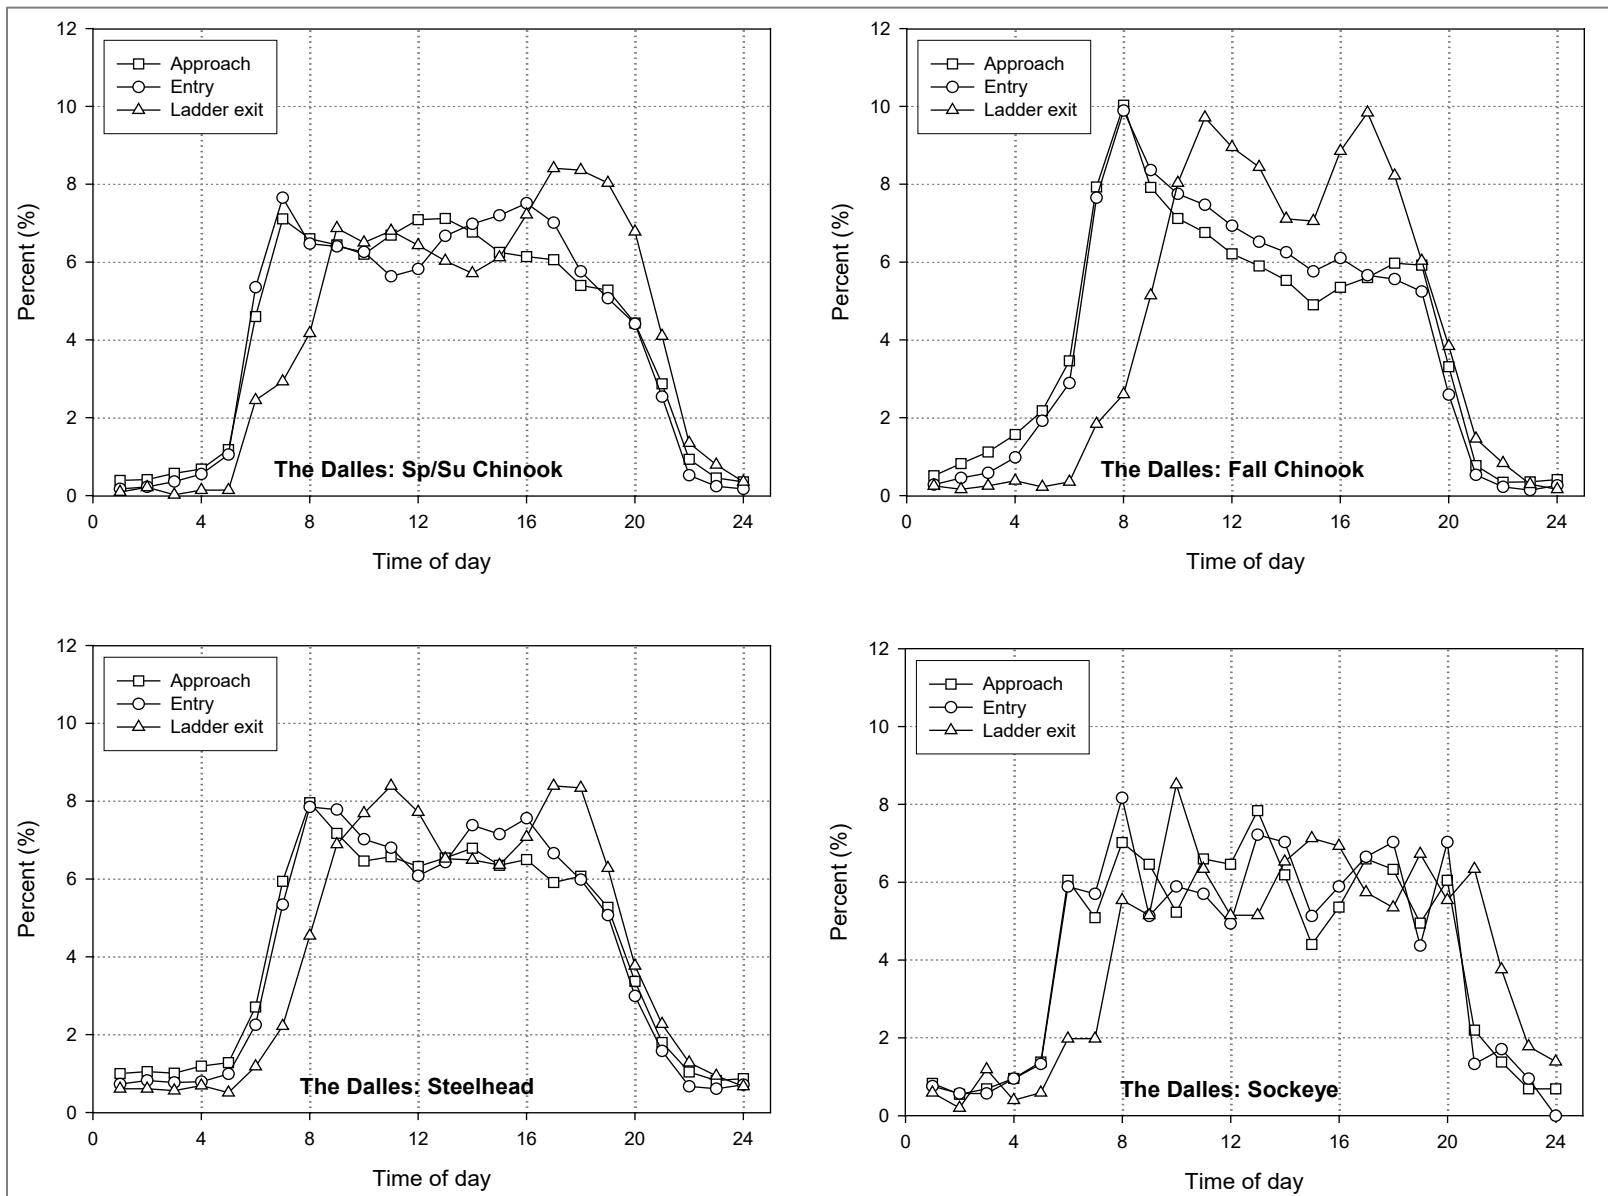 12
10
8
6
4
2
0
Percent (%)
Approach
Entry
Ladder exit
The Dalles: Sp/Su Chinook
0 4 8 12 16 20 24
Time of day
12
10
8
6
4
2
0
Percent (%)
Approach
Entry
Ladder exit
The Dalles: Fall Chinook
0 4 8 12 16 20 24
Time of day
12
10
8
6
4
2
0
Percent (%)
Approach
Entry
Ladder exit
The Dalles: Steelhead
0 4 8 12 16 20 24
Time of day
12
10
8
6
4
2
0
Percent (%)
Approach
Entry
Ladder exit
The Dalles: Sockeye
0 4 8 12 16 20 24
Time of day